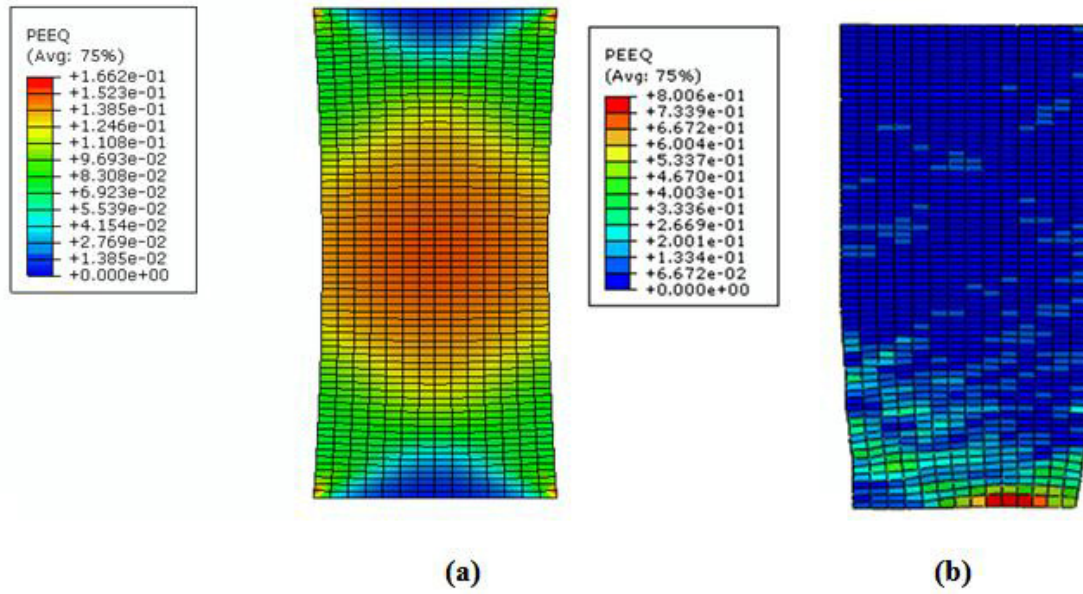 PEEQ
(Avg: 75%)
+1.662e-01
+1.523e-01
+1.385e-01
+1.246e-01
+1.108e-01
+9.693e-02
+8.308e-02
+6.923e-02
+5.539e-02
+4.154e-02
+2.769e-02
+1.385e-02
+0.000e+00
PEEQ
(Avg: 75%)
+8.006e-01
+7.339e-01
+6.672e-01
+6.004e-01
+5.337e-01
+4.670e-01
+4.003e-01
+3.336e-01
+2.669e-01
+2.001e-01
+1.334e-01
+6.672e-02
+0.000e+00
(a)
(b)